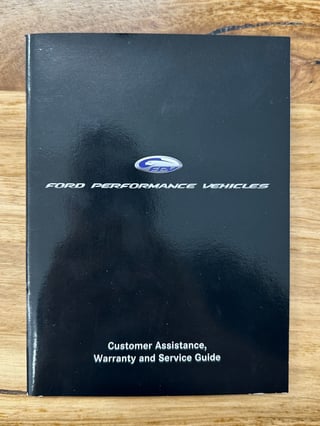 FPV
FORD PERFORMANCE VEHICLES
Customer Assistance,
Warranty and Service Guide